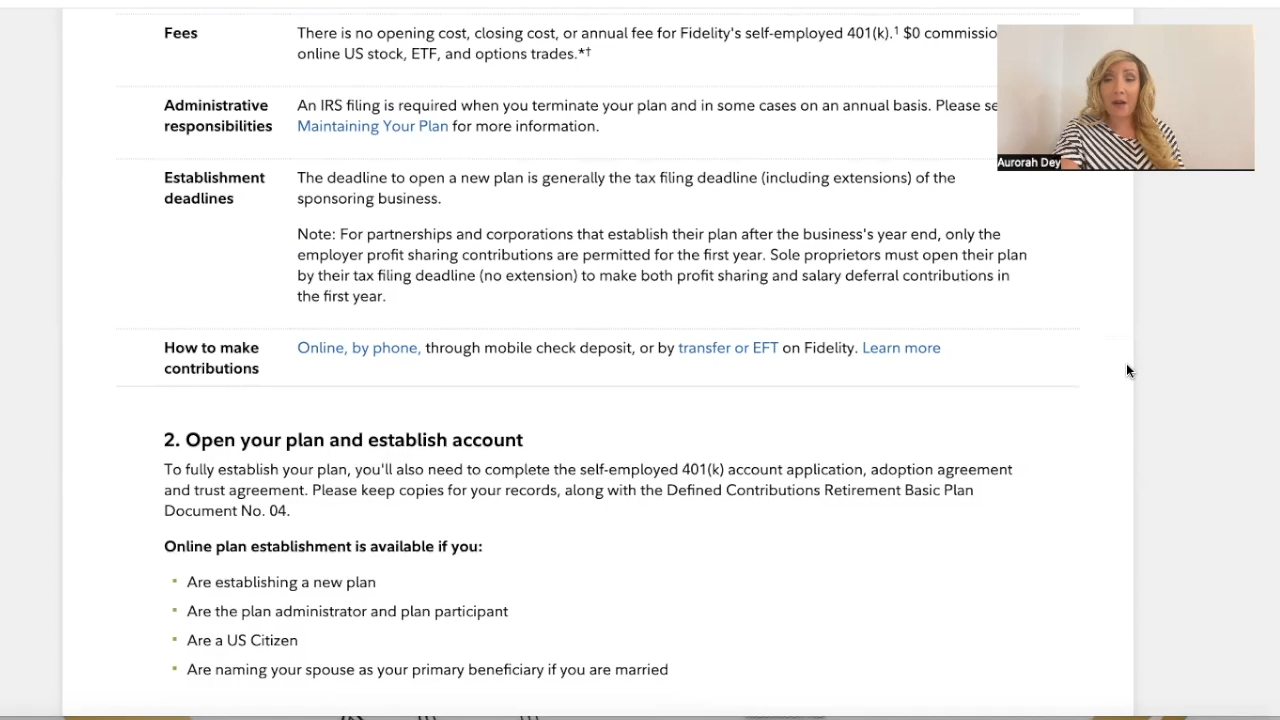 Fees
There is no opening cost, closing cost, or annual fee for Fidelity's self-employed 401(k).¹ $0 commissio
online US stock, ETF, and options trades.*†
Administrative
responsibilities
An IRS filing is required when you terminate your plan and in some cases on an annual basis. Please se
Maintaining Your Plan for more information.
Establishment
deadlines
The deadline to open a new plan is generally the tax filing deadline (including extensions) of the
sponsoring business.
Note: For partnerships and corporations that establish their plan after the business's year end, only the
employer profit sharing contributions are permitted for the first year. Sole proprietors must open their plan
by their tax filing deadline (no extension) to make both profit sharing and salary deferral contributions in
the first year.
How to make
contributions
Online, by phone, through mobile check deposit, or by transfer or EFT on Fidelity. Learn more
2. Open your plan and establish account
To fully establish your plan, you'll also need to complete the self-employed 401(k) account application, adoption agreement
and trust agreement. Please keep copies for your records, along with the Defined Contributions Retirement Basic Plan
Document No. 04.
Online plan establishment is available if you:
▪ Are establishing a new plan
▪ Are the plan administrator and plan participant
▪ Are a US Citizen
▪ Are naming your spouse as your primary beneficiary if you are married
Aurorah Dey